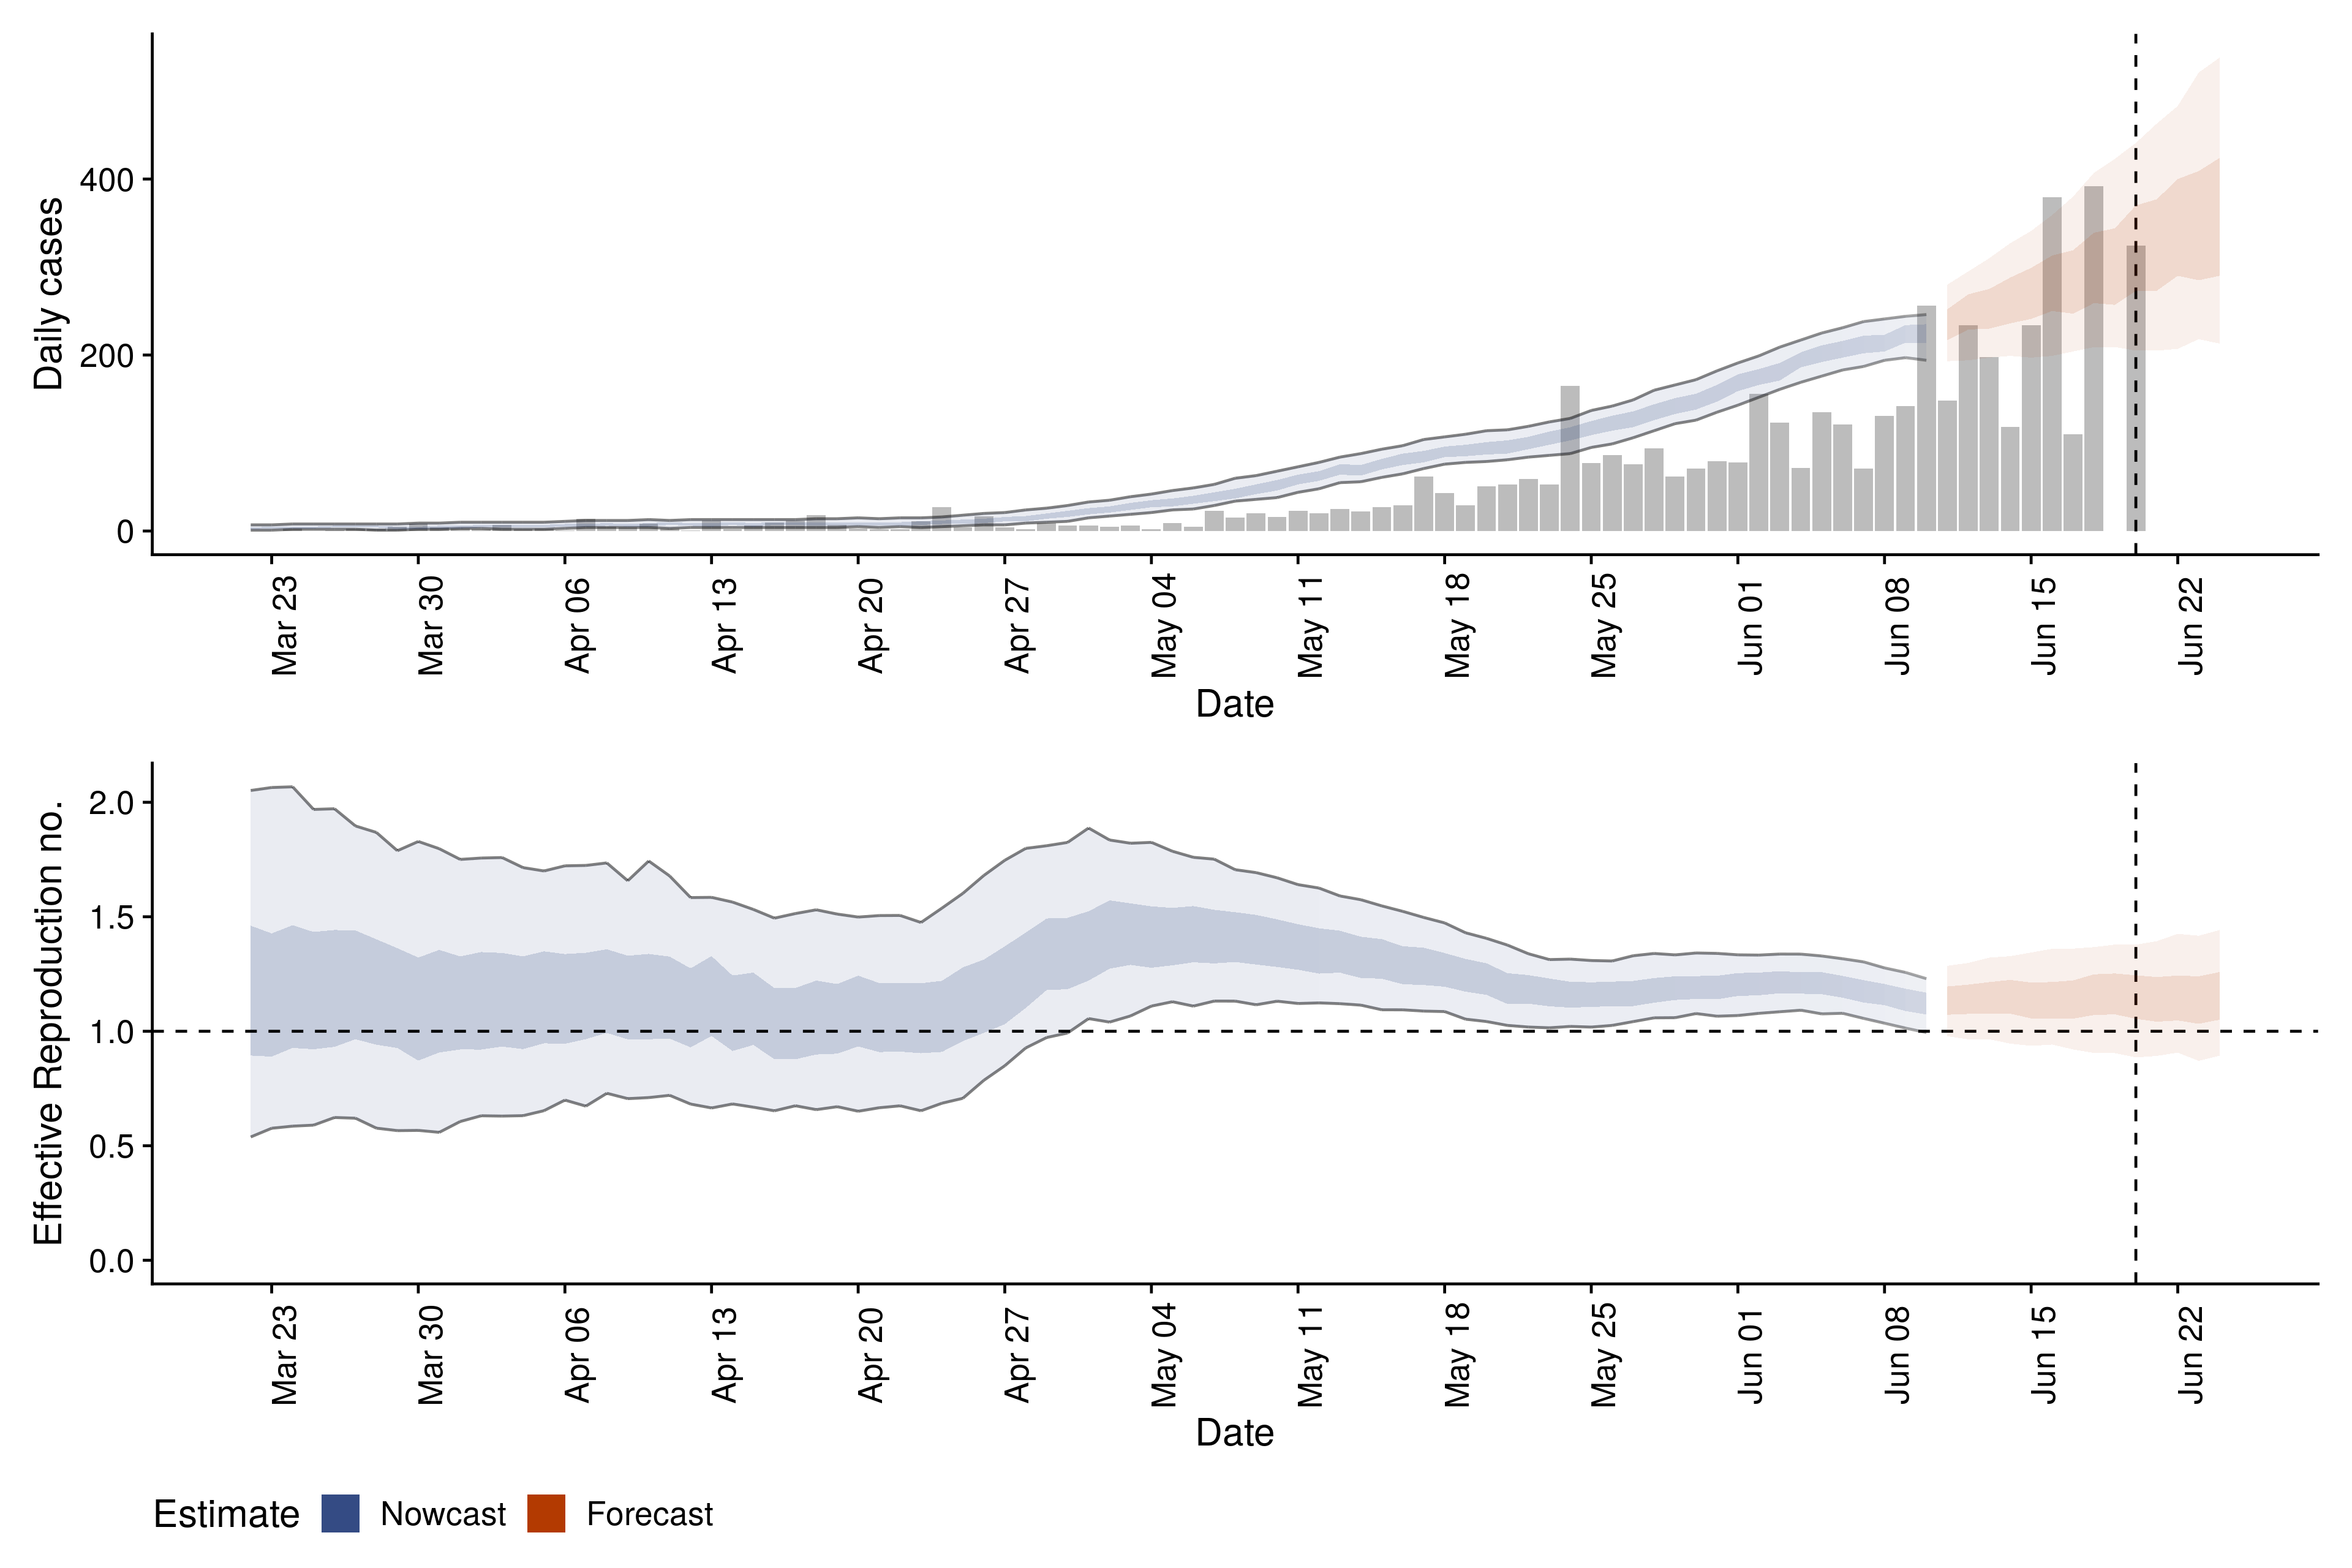 Daily cases
400
200
0
Mar 23 Mar 30 Apr 06 Apr 13 Apr 20 Apr 27 May 04 May 11 May 18 May 25 Jun 01 Jun 08 Jun 15 Jun 22
Date
Effective Reproduction no.
2.0
1.5
1.0
0.5
0.0
Mar 23 Mar 30 Apr 06 Apr 13 Apr 20 Apr 27 May 04 May 11 May 18 May 25 Jun 01 Jun 08 Jun 15 Jun 22
Date
Estimate Nowcast Forecast